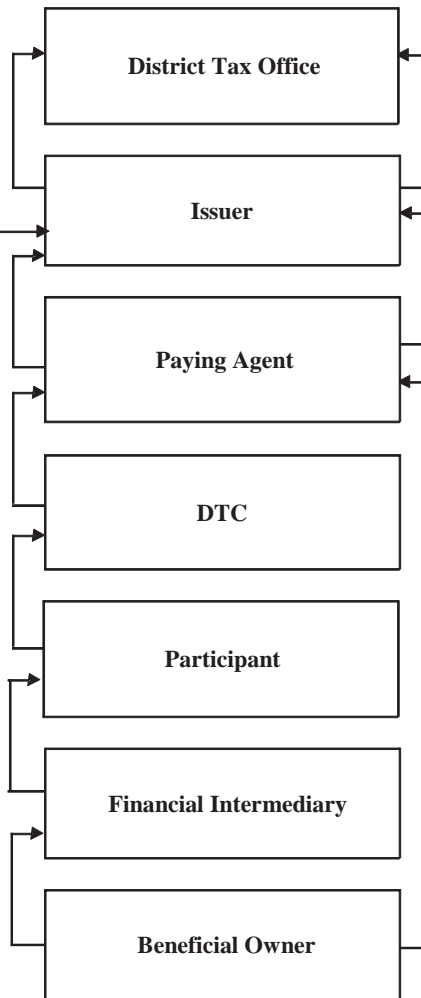 District Tax Office
Issuer
Paying Agent
DTC
Participant
Financial Intermediary
Beneficial Owner